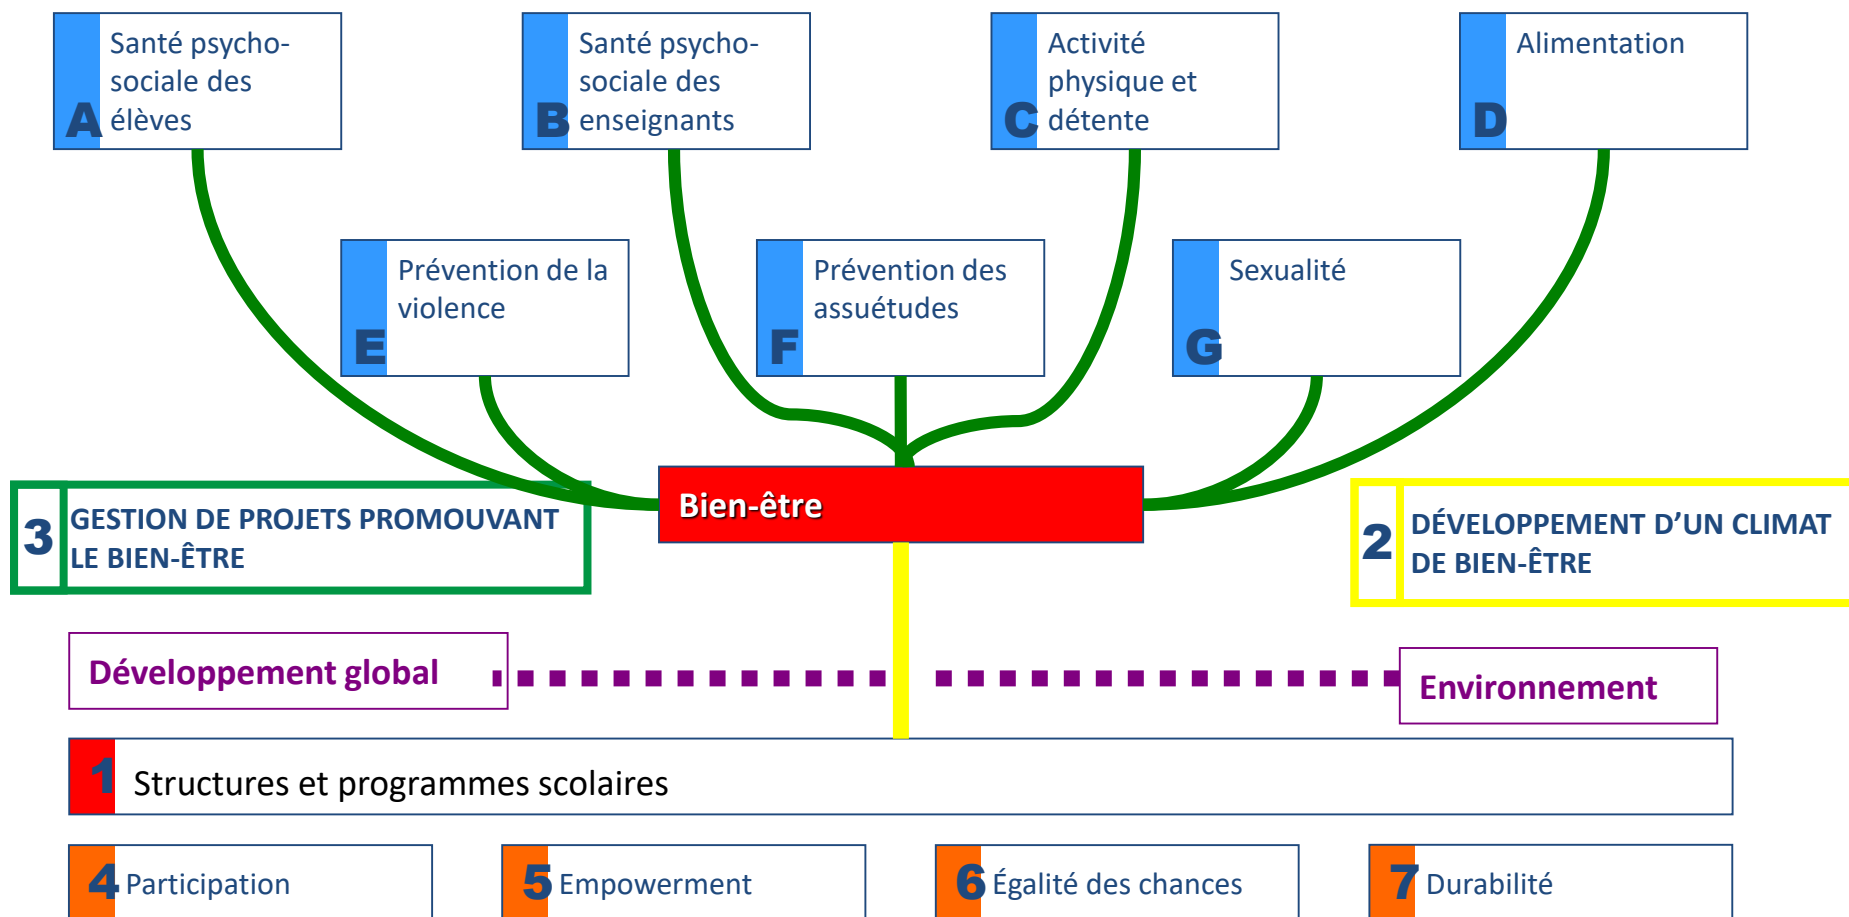 A
Santé psycho-
sociale des
élèves
B
Santé psycho-
sociale des
enseignants
C
Activité
physique et
détente
D
Alimentation
E
Prévention de la
violence
F
Prévention des
assuétudes
G
Sexualité
Bien-être
3
GESTION DE PROJETS PROMOUVANT
LE BIEN-ÊTRE
2
DÉVELOPPEMENT D’UN CLIMAT
DE BIEN-ÊTRE
Développement global
Environnement
1 Structures et programmes scolaires
4 Participation
5 Empowerment
6 Égalité des chances
7 Durabilité